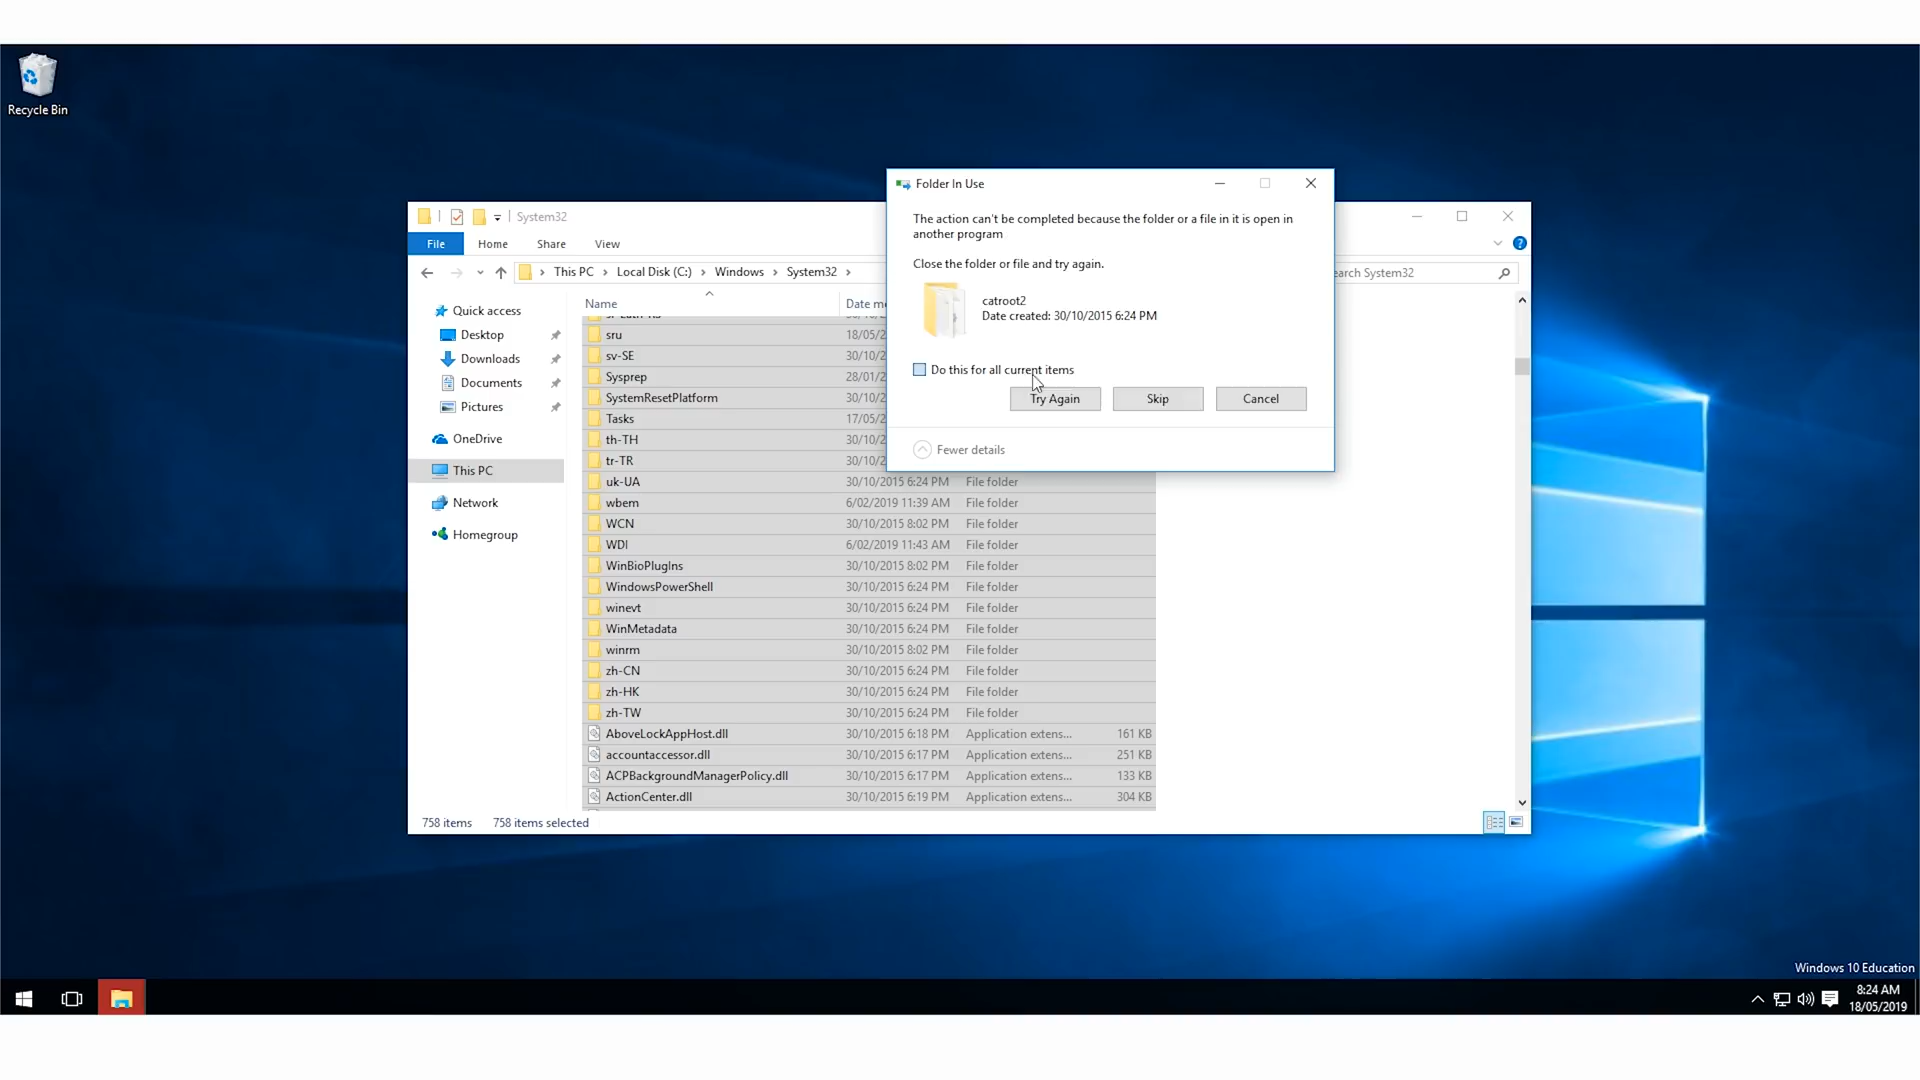 Recycle Bin
Folder In Use
The action can't be completed because the folder or a file in it is open in
another program
Close the folder or file and try again.
catroot2
Date created: 30/10/2015 6:24 PM
Do this for all current items
Try Again Skip Cancel
Fewer details
System32
File Home Share View
This PC Local Disk (C:) Windows System32
earch System32
Quick access
Desktop
Downloads
Documents
Pictures
OneDrive
This PC
Network
Homegroup
Name Date me
sru 18/05/2
sv-SE 30/10/2
Sysprep 28/01/2
SystemResetPlatform 30/10/2
Tasks 17/05/2
th-TH 30/10/2
tr-TR 30/10/2
uk-UA 30/10/2015 6:24 PM File folder
wbem 6/02/2019 11:39 AM File folder
WCN 30/10/2015 8:02 PM File folder
WDI 6/02/2019 11:43 AM File folder
WinBioPlugIns 30/10/2015 8:02 PM File folder
WindowsPowerShell 30/10/2015 6:24 PM File folder
winevt 30/10/2015 6:24 PM File folder
WinMetadata 30/10/2015 6:24 PM File folder
winrm 30/10/2015 8:02 PM File folder
zh-CN 30/10/2015 6:24 PM File folder
zh-HK 30/10/2015 6:24 PM File folder
zh-TW 30/10/2015 6:24 PM File folder
AboveLockAppHost.dll 30/10/2015 6:18 PM Application extens... 161 KB
accountaccessor.dll 30/10/2015 6:17 PM Application extens... 251 KB
ACPBackgroundManagerPolicy.dll 30/10/2015 6:17 PM Application extens... 133 KB
ActionCenter.dll 30/10/2015 6:19 PM Application extens... 304 KB
758 items 758 items selected
Windows 10 Education
8:24 AM
18/05/2019